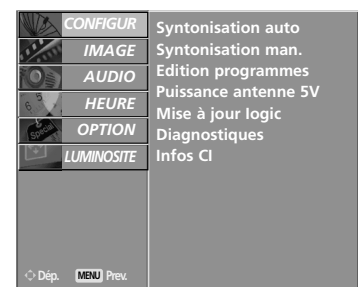 CONFIGUR
IMAGE
AUDIO
HEURE
OPTION
LUMINOSITE
Syntonisation auto
Syntonisation man.
Edition programmes
Puissance antenne 5V
Mise à jour logic
Diagnostiques
Infos CI
Dép. MENU Prev.